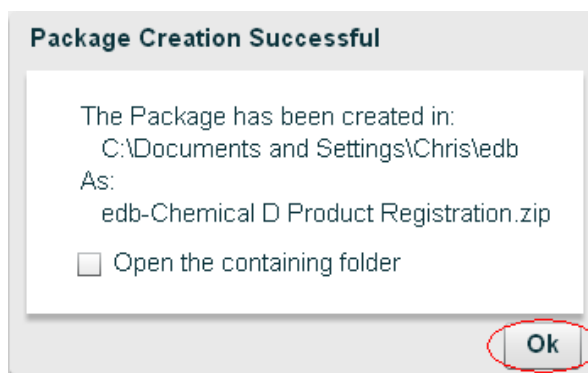 Package Creation Successful
The Package has been created in:
C:\Documents and Settings\Chris\edb
As:
edb-Chemical D Product Registration.zip
Open the containing folder
Ok